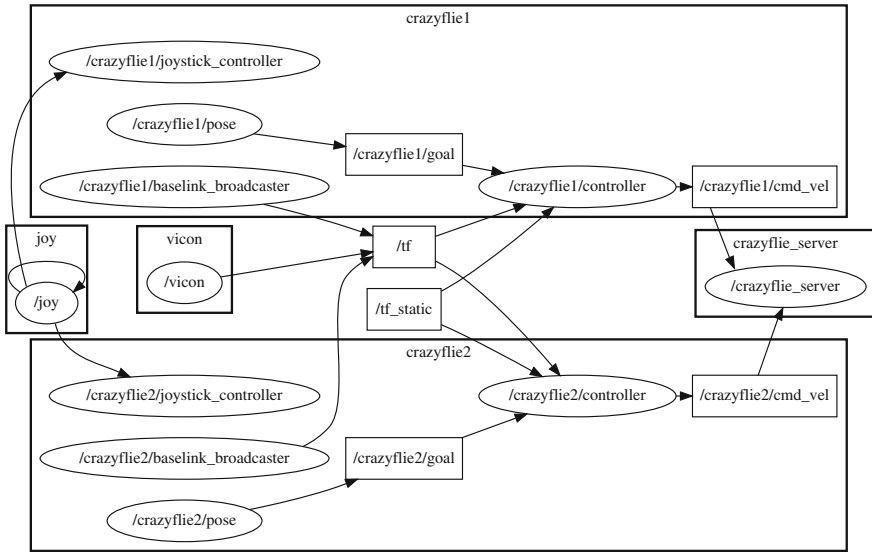 crazyflie1
/crazyflie1/joystick_controller
/crazyflie1/pose
/crazyflie1/goal
/crazyflie1/baselink_broadcaster
/crazyflie1/controller
/crazyflie1/cmd_vel
joy
/joy
vicon
/vicon
/tf
/tf_static
crazyflie_server
/crazyflie_server
crazyflie2
/crazyflie2/joystick_controller
/crazyflie2/controller
/crazyflie2/cmd_vel
/crazyflie2/baselink_broadcaster
/crazyflie2/goal
/crazyflie2/pose